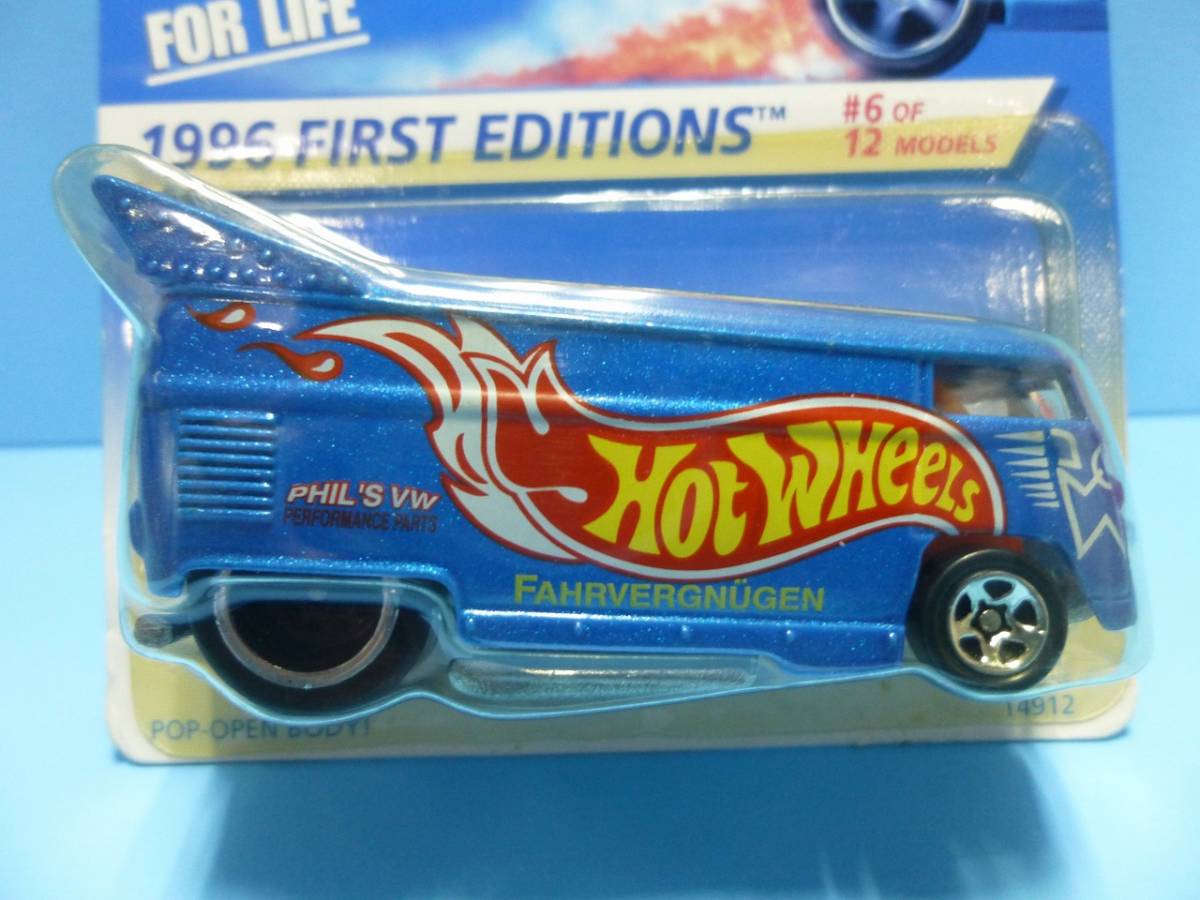 FOR LIFE
1996 FIRST EDITIONS™
#6 OF
12 MODELS
HOT WHEELS
PHIL'S VW
PERFORMANCE PARTS
FAHRVERGNÜGEN
POP-OPEN BODY!
14912